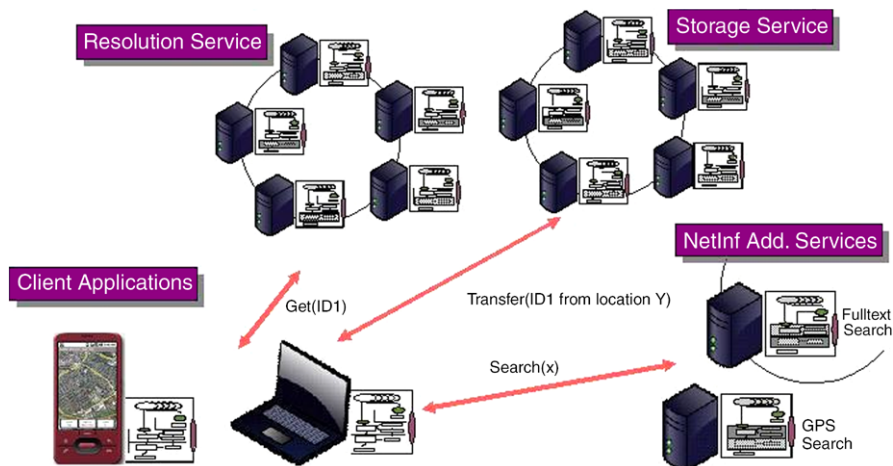 Resolution Service
Storage Service
NetInf Add. Services
Client Applications
Get(ID1)
Transfer(ID1 from location Y)
Search(x)
Fulltext
Search
GPS
Search